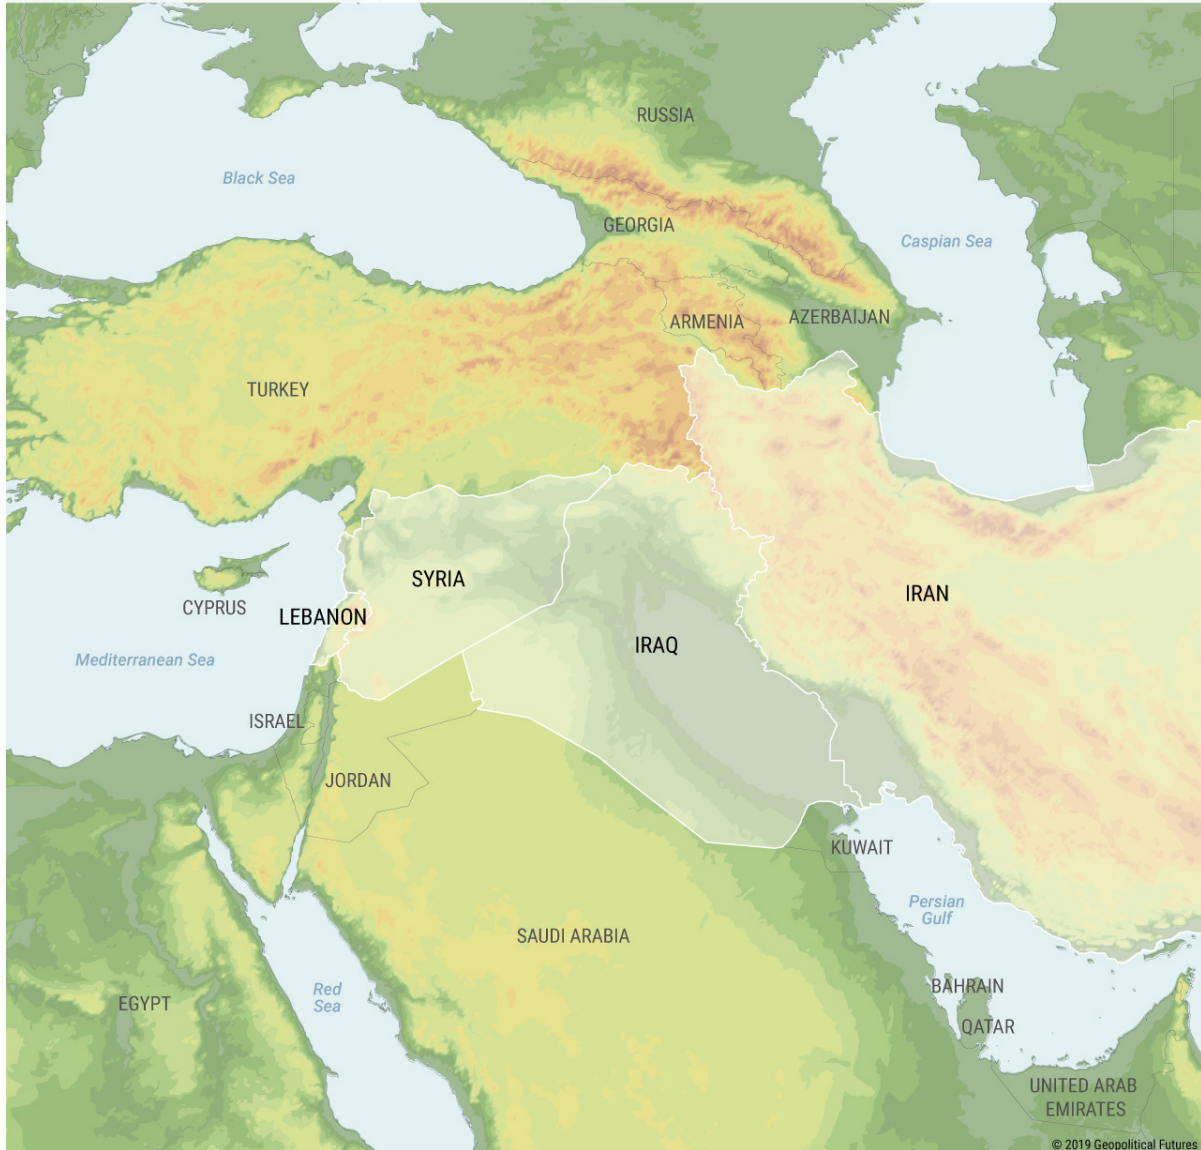 RUSSIA
Black Sea
GEORGIA
Caspian Sea
ARMENIA
AZERBAIJAN
TURKEY
SYRIA
IRAN
CYPRUS
LEBANON
IRAQ
Mediterranean Sea
ISRAEL
JORDAN
KUWAIT
Persian
Gulf
SAUDI ARABIA
BAHRAIN
Red
Sea
EGYPT
QATAR
UNITED ARAB
EMIRATES
© 2019 Geopolitical Futures